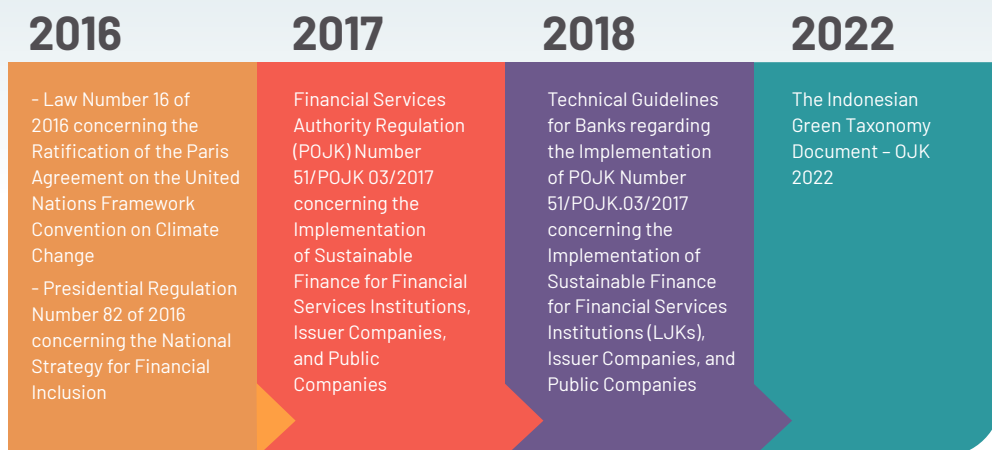 2016
- Law Number 16 of
2016 concerning the
Ratification of the Paris
Agreement on the United
Nations Framework
Convention on Climate
Change
- Presidential Regulation
Number 82 of 2016
concerning the National
Strategy for Financial
Inclusion
2017
Financial Services
Authority Regulation
(POJK) Number
51/POJK 03/2017
concerning the
Implementation
of Sustainable
Finance for Financial
Services Institutions,
Issuer Companies,
and Public
Companies
2018
Technical Guidelines
for Banks regarding
the Implementation
of POJK Number
51/POJK.03/2017
concerning the
Implementation of
Sustainable Finance
for Financial Services
Institutions (LJKs),
Issuer Companies, and
Public Companies
2022
The Indonesian
Green Taxonomy
Document – OJK
2022